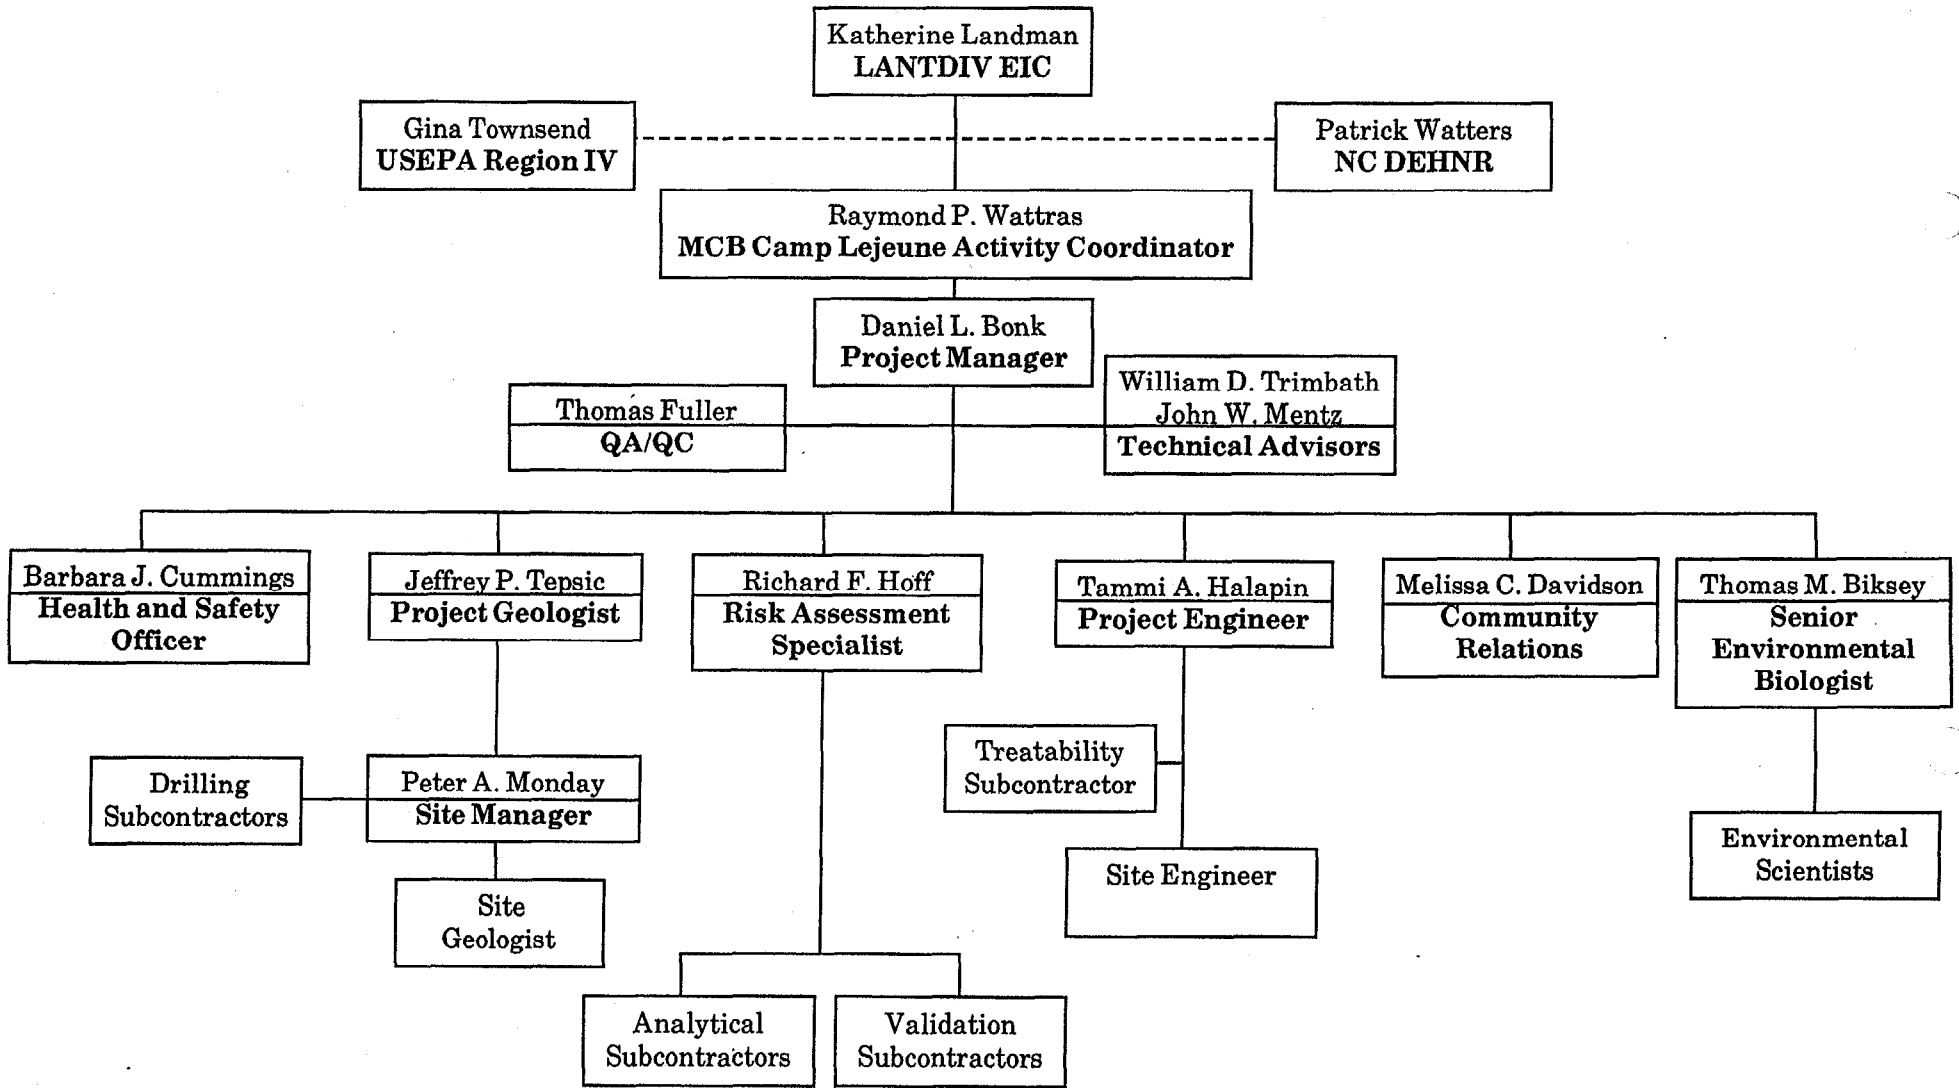 Katherine Landman
LANTDIV EIC
Gina Townsend
USEPA Region IV
Patrick Watters
NC DEHNR
Raymond P. Wattras
MCB Camp Lejeune Activity Coordinator
Daniel L. Bonk
Project Manager
Thomas Fuller
QA/QC
William D. Trimbath
John W. Mentz
Technical Advisors
Barbara J. Cummings
Health and Safety
Officer
Jeffrey P. Tepsic
Project Geologist
Richard F. Hoff
Risk Assessment
Specialist
Tammi A. Halapin
Project Engineer
Melissa C. Davidson
Community
Relations
Thomas M. Biksey
Senior
Environmental
Biologist
Drilling
Subcontractors
Peter A. Monday
Site Manager
Treatability
Subcontractor
Site
Geologist
Site Engineer
Environmental
Scientists
Analytical
Subcontractors
Validation
Subcontractors